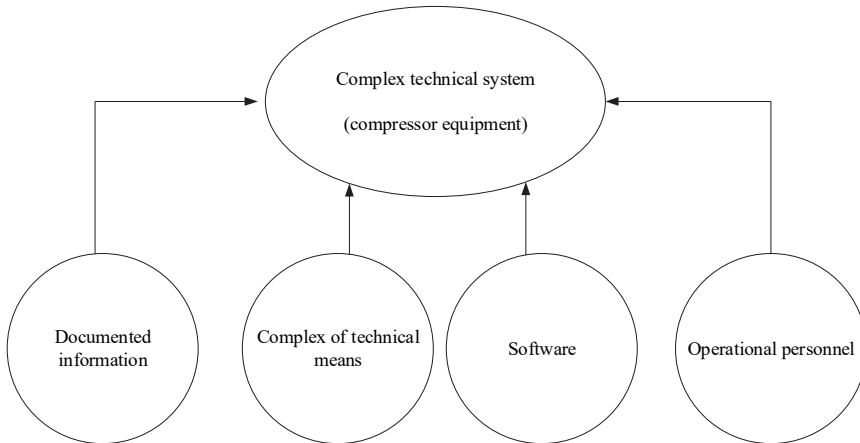 Complex technical system
(compressor equipment)
Documented
information
Complex of technical
means
Software
Operational personnel